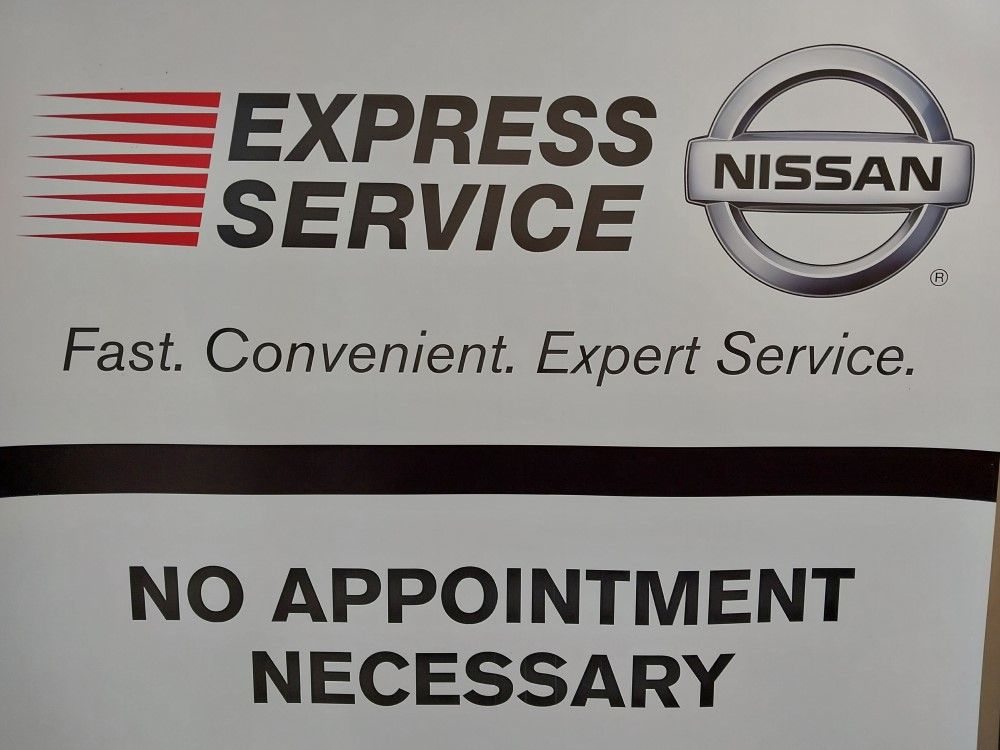 EXPRESS
SERVICE
NISSAN
®
Fast. Convenient. Expert Service.
NO APPOINTMENT
NECESSARY